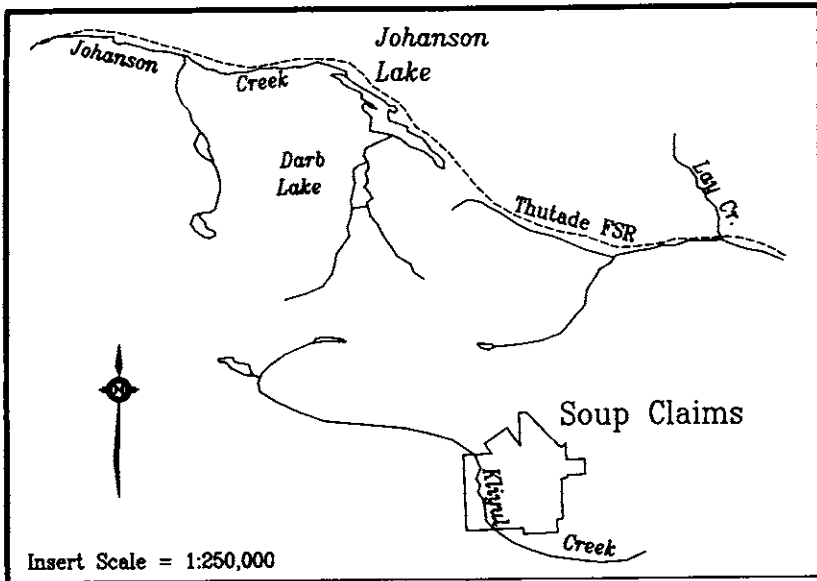 Johanson
Lake
Johanson
Creek
Darb
Lake
Lay Cr.
Thutade FSR
N
Soup Claims
Kliyul
Creek
Insert Scale = 1:250,000